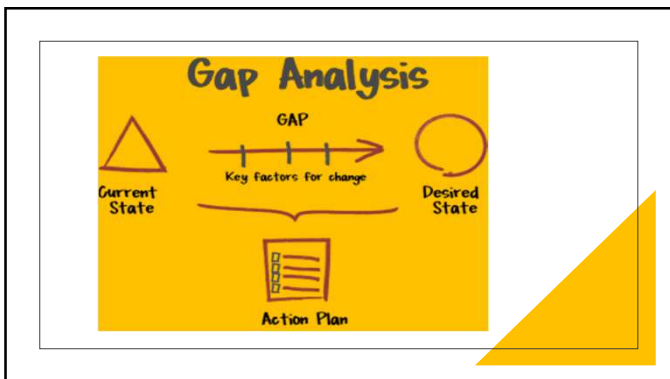 Gap Analysis
GAP
Key factors for change
Current
State
Desired
State
Action Plan